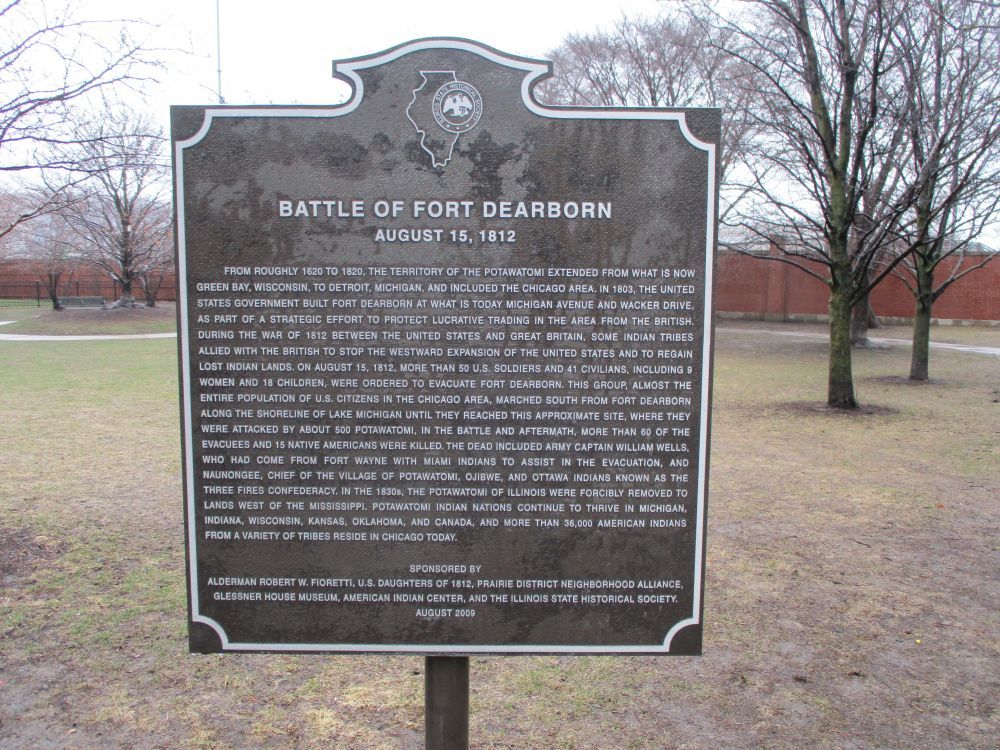 BATTLE OF FORT DEARBORN
AUGUST 15, 1812
FROM ROUGHLY 1620 TO 1820, THE TERRITORY OF THE POTAWATOMI EXTENDED FROM WHAT IS NOW
GREEN BAY, WISCONSIN, TO DETROIT, MICHIGAN, AND INCLUDED THE CHICAGO AREA. IN 1803, THE UNITED
STATES GOVERNMENT BUILT FORT DEARBORN AT WHAT IS TODAY MICHIGAN AVENUE AND WACKER DRIVE,
AS PART OF A STRATEGIC EFFORT TO PROTECT LUCRATIVE TRADING IN THE AREA FROM THE BRITISH.
DURING THE WAR OF 1812 BETWEEN THE UNITED STATES AND GREAT BRITAIN, SOME INDIAN TRIBES
ALLIED WITH THE BRITISH TO STOP THE WESTWARD EXPANSION OF THE UNITED STATES AND TO REGAIN
LOST INDIAN LANDS. ON AUGUST 15, 1812, MORE THAN 50 U.S. SOLDIERS AND 41 CIVILIANS, INCLUDING 9
WOMEN AND 18 CHILDREN, WERE ORDERED TO EVACUATE FORT DEARBORN. THIS GROUP, ALMOST THE
ENTIRE POPULATION OF U.S. CITIZENS IN THE CHICAGO AREA, MARCHED SOUTH FROM FORT DEARBORN
ALONG THE SHORELINE OF LAKE MICHIGAN UNTIL THEY REACHED THIS APPROXIMATE SITE, WHERE THEY
WERE ATTACKED BY ABOUT 500 POTAWATOMI. IN THE BATTLE AND AFTERMATH, MORE THAN 60 OF THE
EVACUEES AND 15 NATIVE AMERICANS WERE KILLED. THE DEAD INCLUDED ARMY CAPTAIN WILLIAM WELLS,
WHO HAD COME FROM FORT WAYNE WITH MIAMI INDIANS TO ASSIST IN THE EVACUATION, AND
NAUNONGEE, CHIEF OF THE VILLAGE OF POTAWATOMI, OJIBWE, AND OTTAWA INDIANS KNOWN AS THE
THREE FIRES CONFEDERACY. IN THE 1830s, THE POTAWATOMI OF ILLINOIS WERE FORCIBLY REMOVED TO
LANDS WEST OF THE MISSISSIPPI. POTAWATOMI INDIAN NATIONS CONTINUE TO THRIVE IN MICHIGAN,
INDIANA, WISCONSIN, KANSAS, OKLAHOMA, AND CANADA, AND MORE THAN 36,000 AMERICAN INDIANS
FROM A VARIETY OF TRIBES RESIDE IN CHICAGO TODAY.
SPONSORED BY
ALDERMAN ROBERT W. FIORETTI, U.S. DAUGHTERS OF 1812, PRAIRIE DISTRICT NEIGHBORHOOD ALLIANCE,
GLESSNER HOUSE MUSEUM, AMERICAN INDIAN CENTER, AND THE ILLINOIS STATE HISTORICAL SOCIETY.
AUGUST 2009